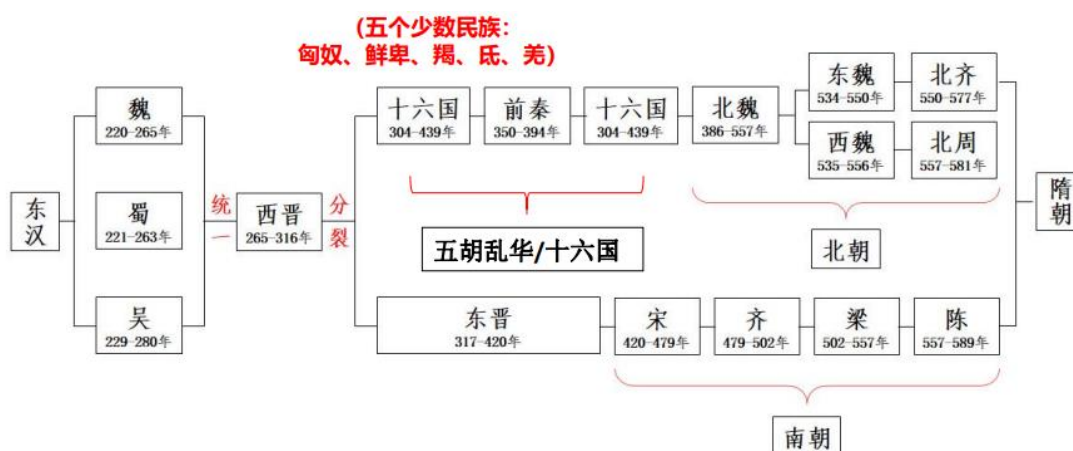 (五个少数民族:
匈奴、鲜卑、羯、氐、羌)
东汉
魏
220-265年
蜀
221-263年
吴
229-280年
统一
西晋
265-316年
分裂
十六国
304-439年
前秦
350-394年
十六国
304-439年
五胡乱华/十六国
北魏
386-557年
东魏
534-550年
北齐
550-577年
西魏
535-556年
北周
557-581年
北朝
东晋
317-420年
宋
420-479年
齐
479-502年
梁
502-557年
陈
557-589年
南朝
隋朝